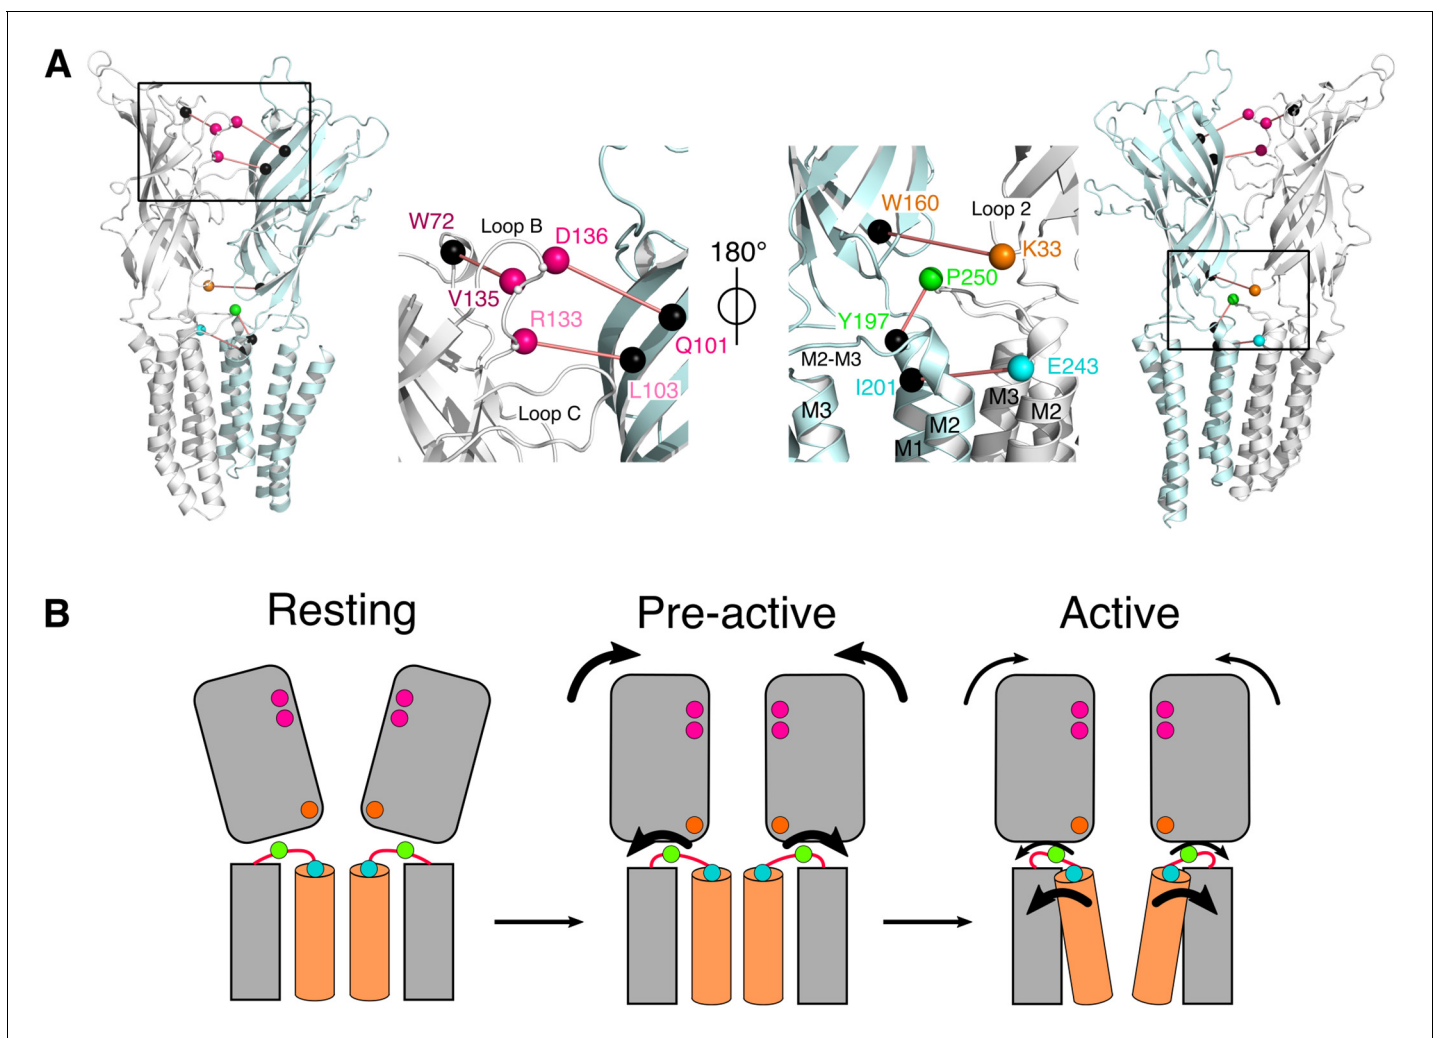 A
W72
Loop B
D136
V135
R133
Q101
L103
Loop C
180°
W160
Loop 2
K33
P250
Y197
M2-M3
I201
E243
M3
M3
M2
M2
M1
B
Resting
Pre-active
Active